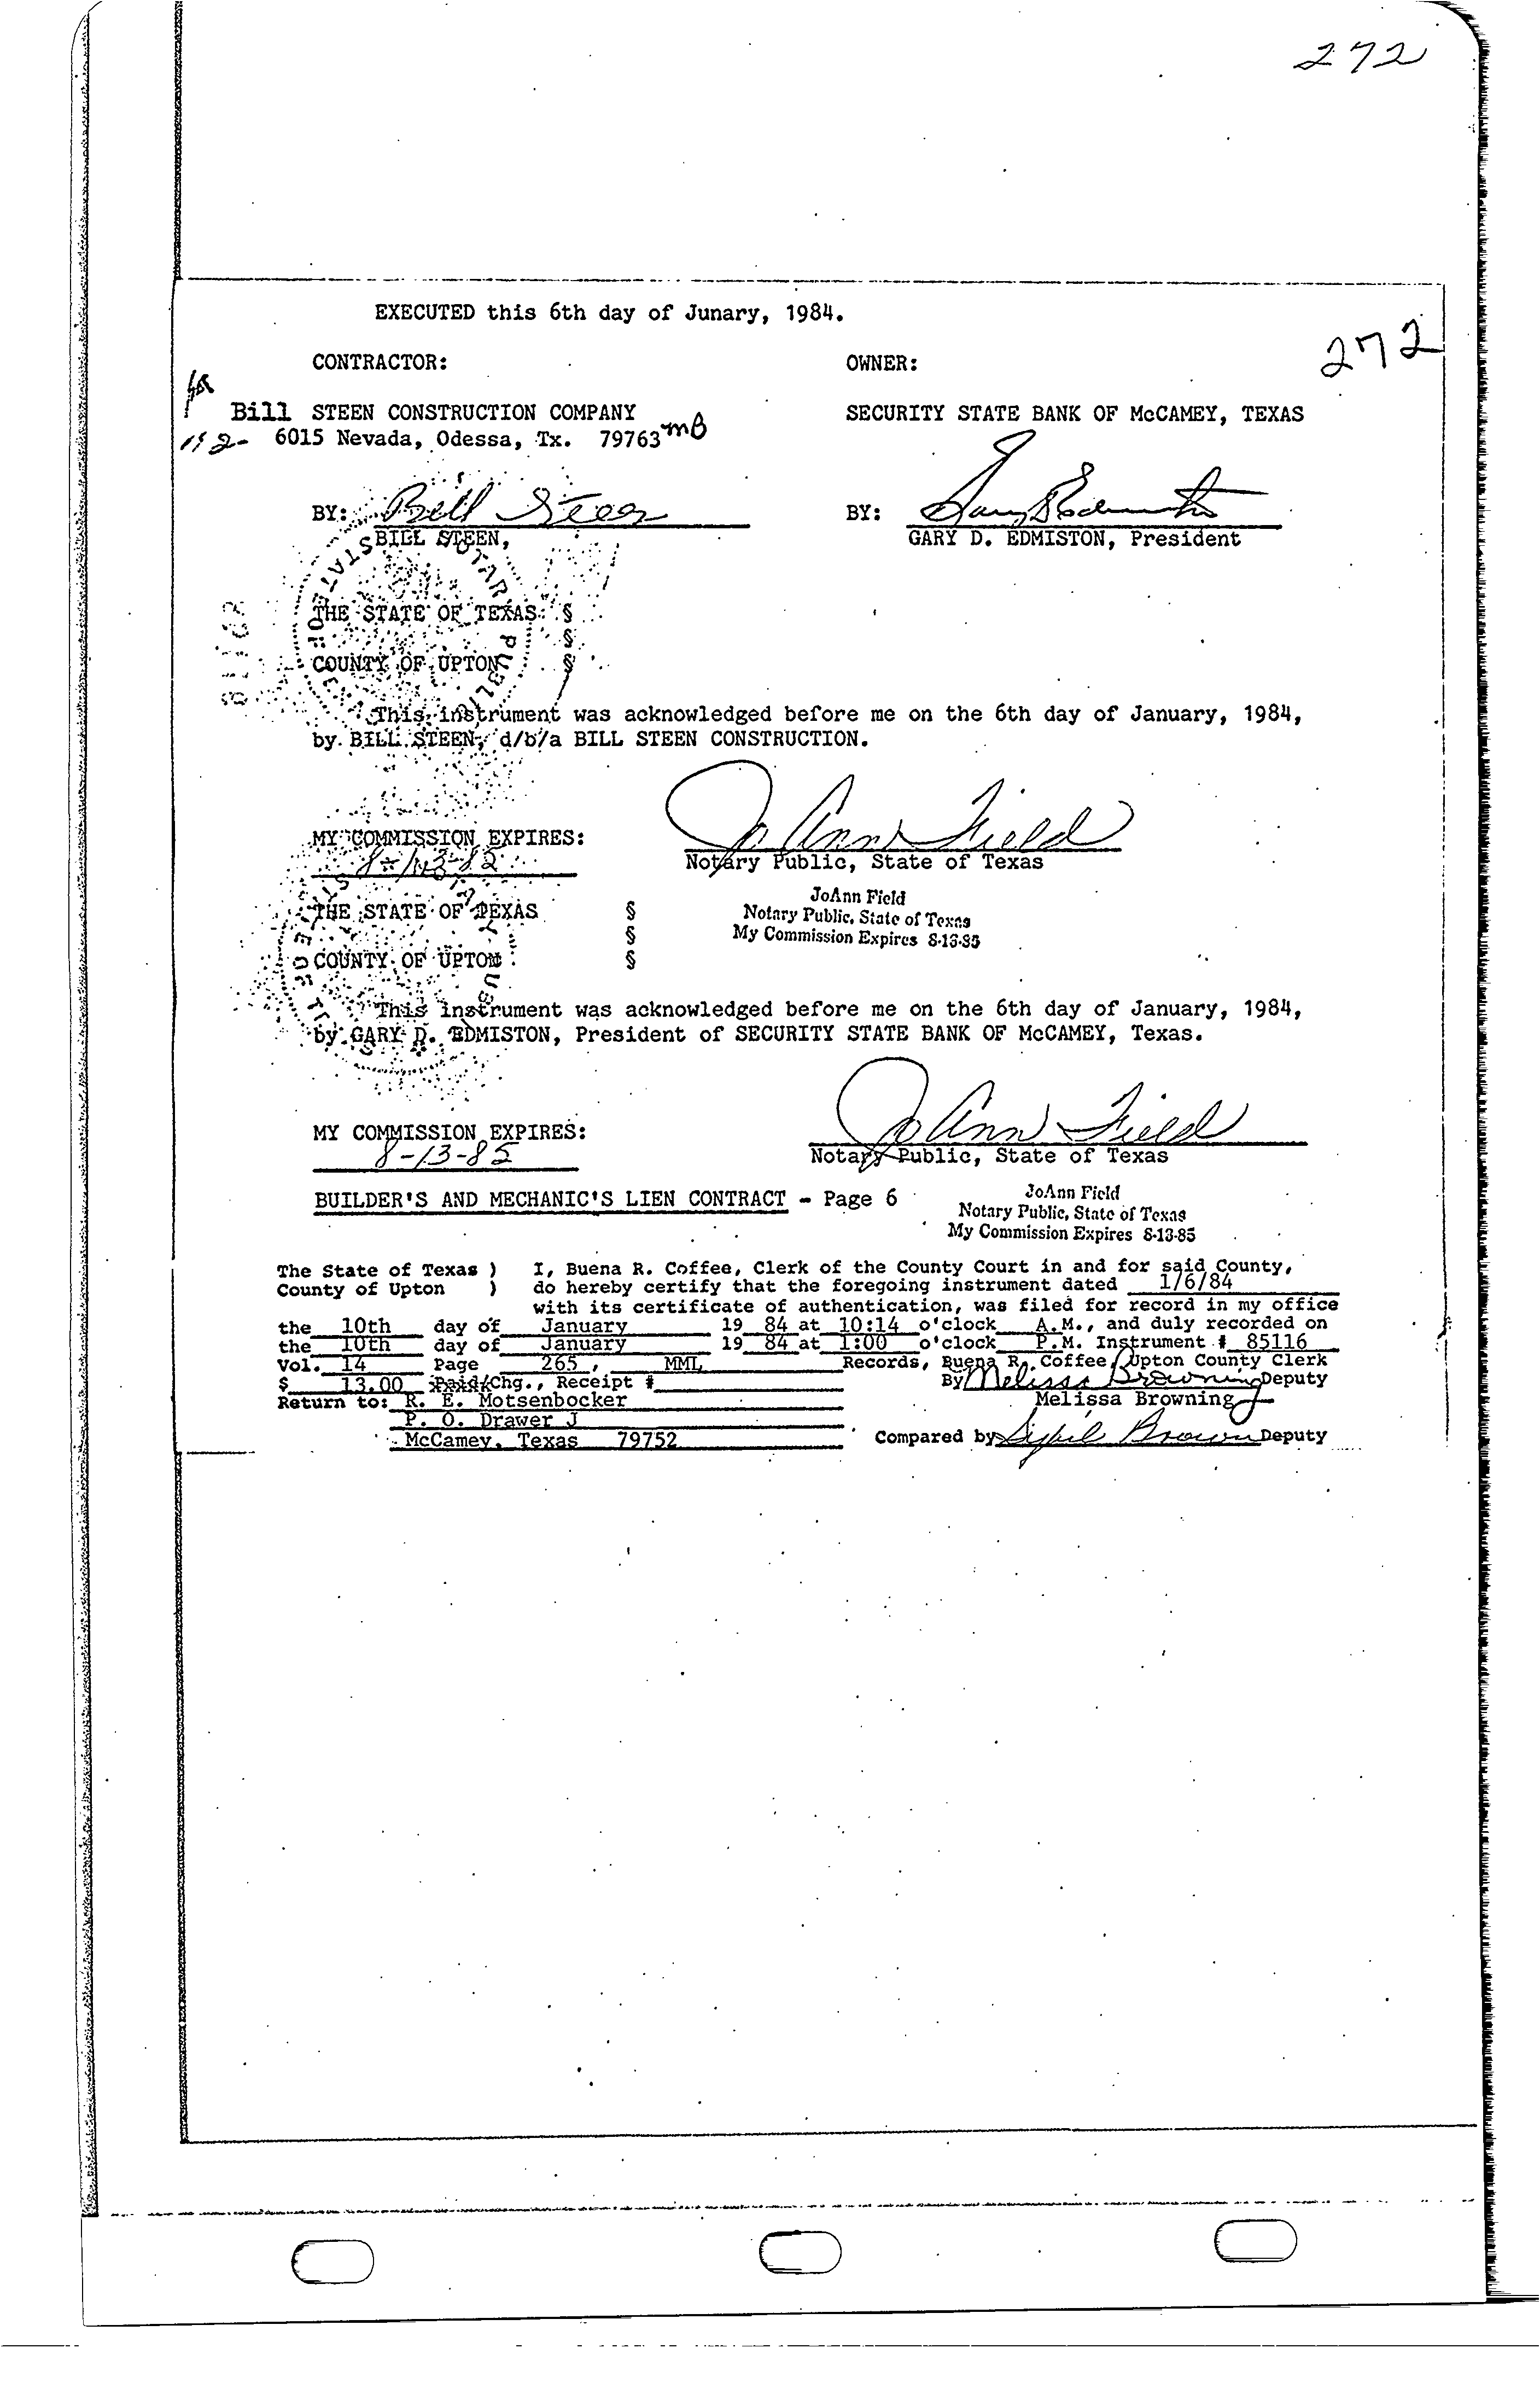 272
EXECUTED this 6th day of Junary, 1984.
272
CONTRACTOR: OWNER:
Bill STEEN CONSTRUCTION COMPANY SECURITY STATE BANK OF McCAMEY, TEXAS
6015 Nevada, Odessa, Tx. 79763 MB
BY: Bill Steen BY: Gary D Edmiston
BILL STEEN, GARY D. EDMISTON, President
THE STATE OF TEXAS §
§
COUNTY OF UPTON §
This instrument was acknowledged before me on the 6th day of January, 1984,
by BILL STEEN, d/b/a BILL STEEN CONSTRUCTION.
Jo Ann Field
MY COMMISSION EXPIRES:
Notary Public, State of Texas
JoAnn Field
Notary Public, State of Texas
My Commission Expires 8-13-85
THE STATE OF TEXAS §
§
COUNTY OF UPTON §
This instrument was acknowledged before me on the 6th day of January, 1984,
by GARY D. EDMISTON, President of SECURITY STATE BANK OF McCAMEY, Texas.
Jo Ann Field
MY COMMISSION EXPIRES:
8-13-85 Notary Public, State of Texas
BUILDER'S AND MECHANIC'S LIEN CONTRACT - Page 6
JoAnn Field
Notary Public, State of Texas
My Commission Expires 8-13-85
The State of Texas ) I, Buena R. Coffee, Clerk of the County Court in and for said County,
County of Upton ) do hereby certify that the foregoing instrument dated 1/6/84
with its certificate of authentication, was filed for record in my office
the 10th day of January 19 84 at 10:14 o'clock A.M., and duly recorded on
the 10th day of January 19 84 at 1:00 o'clock P.M. Instrument # 85116
Vol. 14 Page 265 , MML Records, Buena R. Coffee, Upton County Clerk
$ 13.00 Paid/Chg., Receipt # By Melissa Browning Deputy
Return to: R. E. Motsenbocker Melissa Browning
P. O. Drawer J
McCamey, Texas 79752 Compared by Sybil Brown Deputy